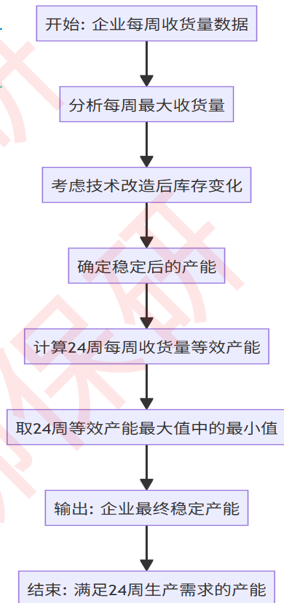 开始: 企业每周收货量数据
分析每周最大收货量
考虑技术改造后库存变化
确定稳定后的产能
计算24周每周收货量等效产能
取24周等效产能最大值中的最小值
输出: 企业最终稳定产能
结束: 满足24周生产需求的产能
保研